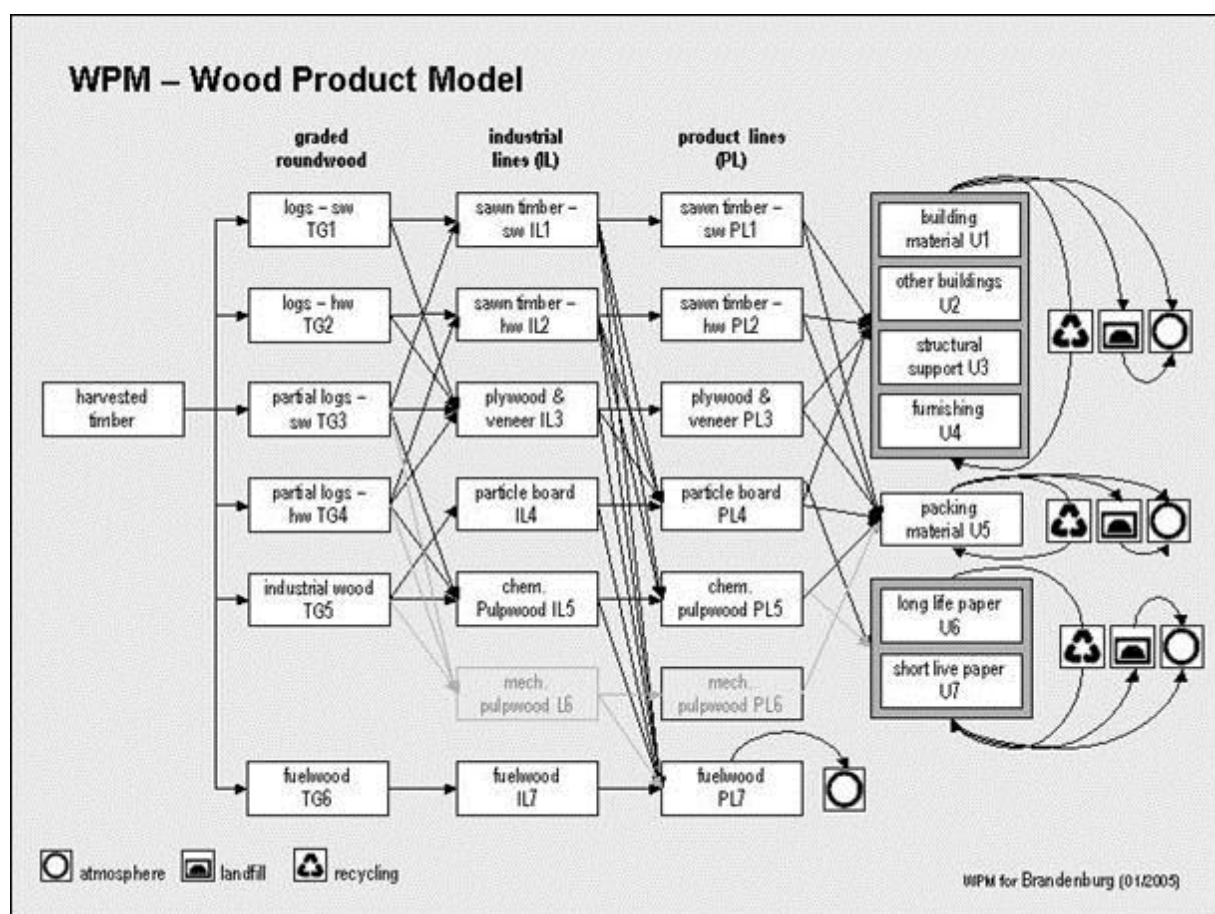 WPM – Wood Product Model
graded
roundwood
industrial
lines (IL)
product lines
(PL)
harvested
timber
logs – sw
TG1
logs – hw
TG2
partial logs –
sw TG3
partial logs –
hw TG4
industrial wood
TG5
fuelwood
TG6
sawn timber –
sw IL1
sawn timber –
hw IL2
plywood &
veneer IL3
particle board
IL4
chem.
Pulpwood IL5
mech.
pulpwood L6
fuelwood
IL7
sawn timber –
sw PL1
sawn timber –
hw PL2
plywood &
veneer PL3
particle board
PL4
chem.
pulpwood PL5
mech.
pulpwood PL6
fuelwood
PL7
building
material U1
other buildings
U2
structural
support U3
furnishing
U4
packing
material U5
long life paper
U6
short live paper
U7
atmosphere
landfill
recycling
WPM for Brandenburg (01/2005)